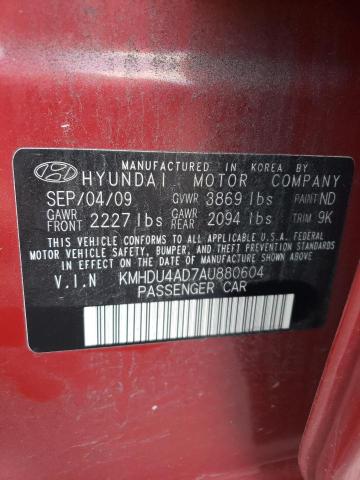 MANUFACTURED IN KOREA BY
HYUNDAI MOTOR COMPANY
SEP/04/09 GVWR 3869 lbs PAINT ND
GAWR FRONT 2227 lbs GAWR REAR 2094 lbs TRIM 9K
THIS VEHICLE CONFORMS TO ALL APPLICABLE U.S.A. FEDERAL
MOTOR VEHICLE SAFETY, BUMPER, AND THEFT PREVENTION
STANDARDS IN EFFECT ON THE DATE OF MANUFACTURE
SHOWN ABOVE.
V.I.N KMHDU4AD7AU880604
PASSENGER CAR